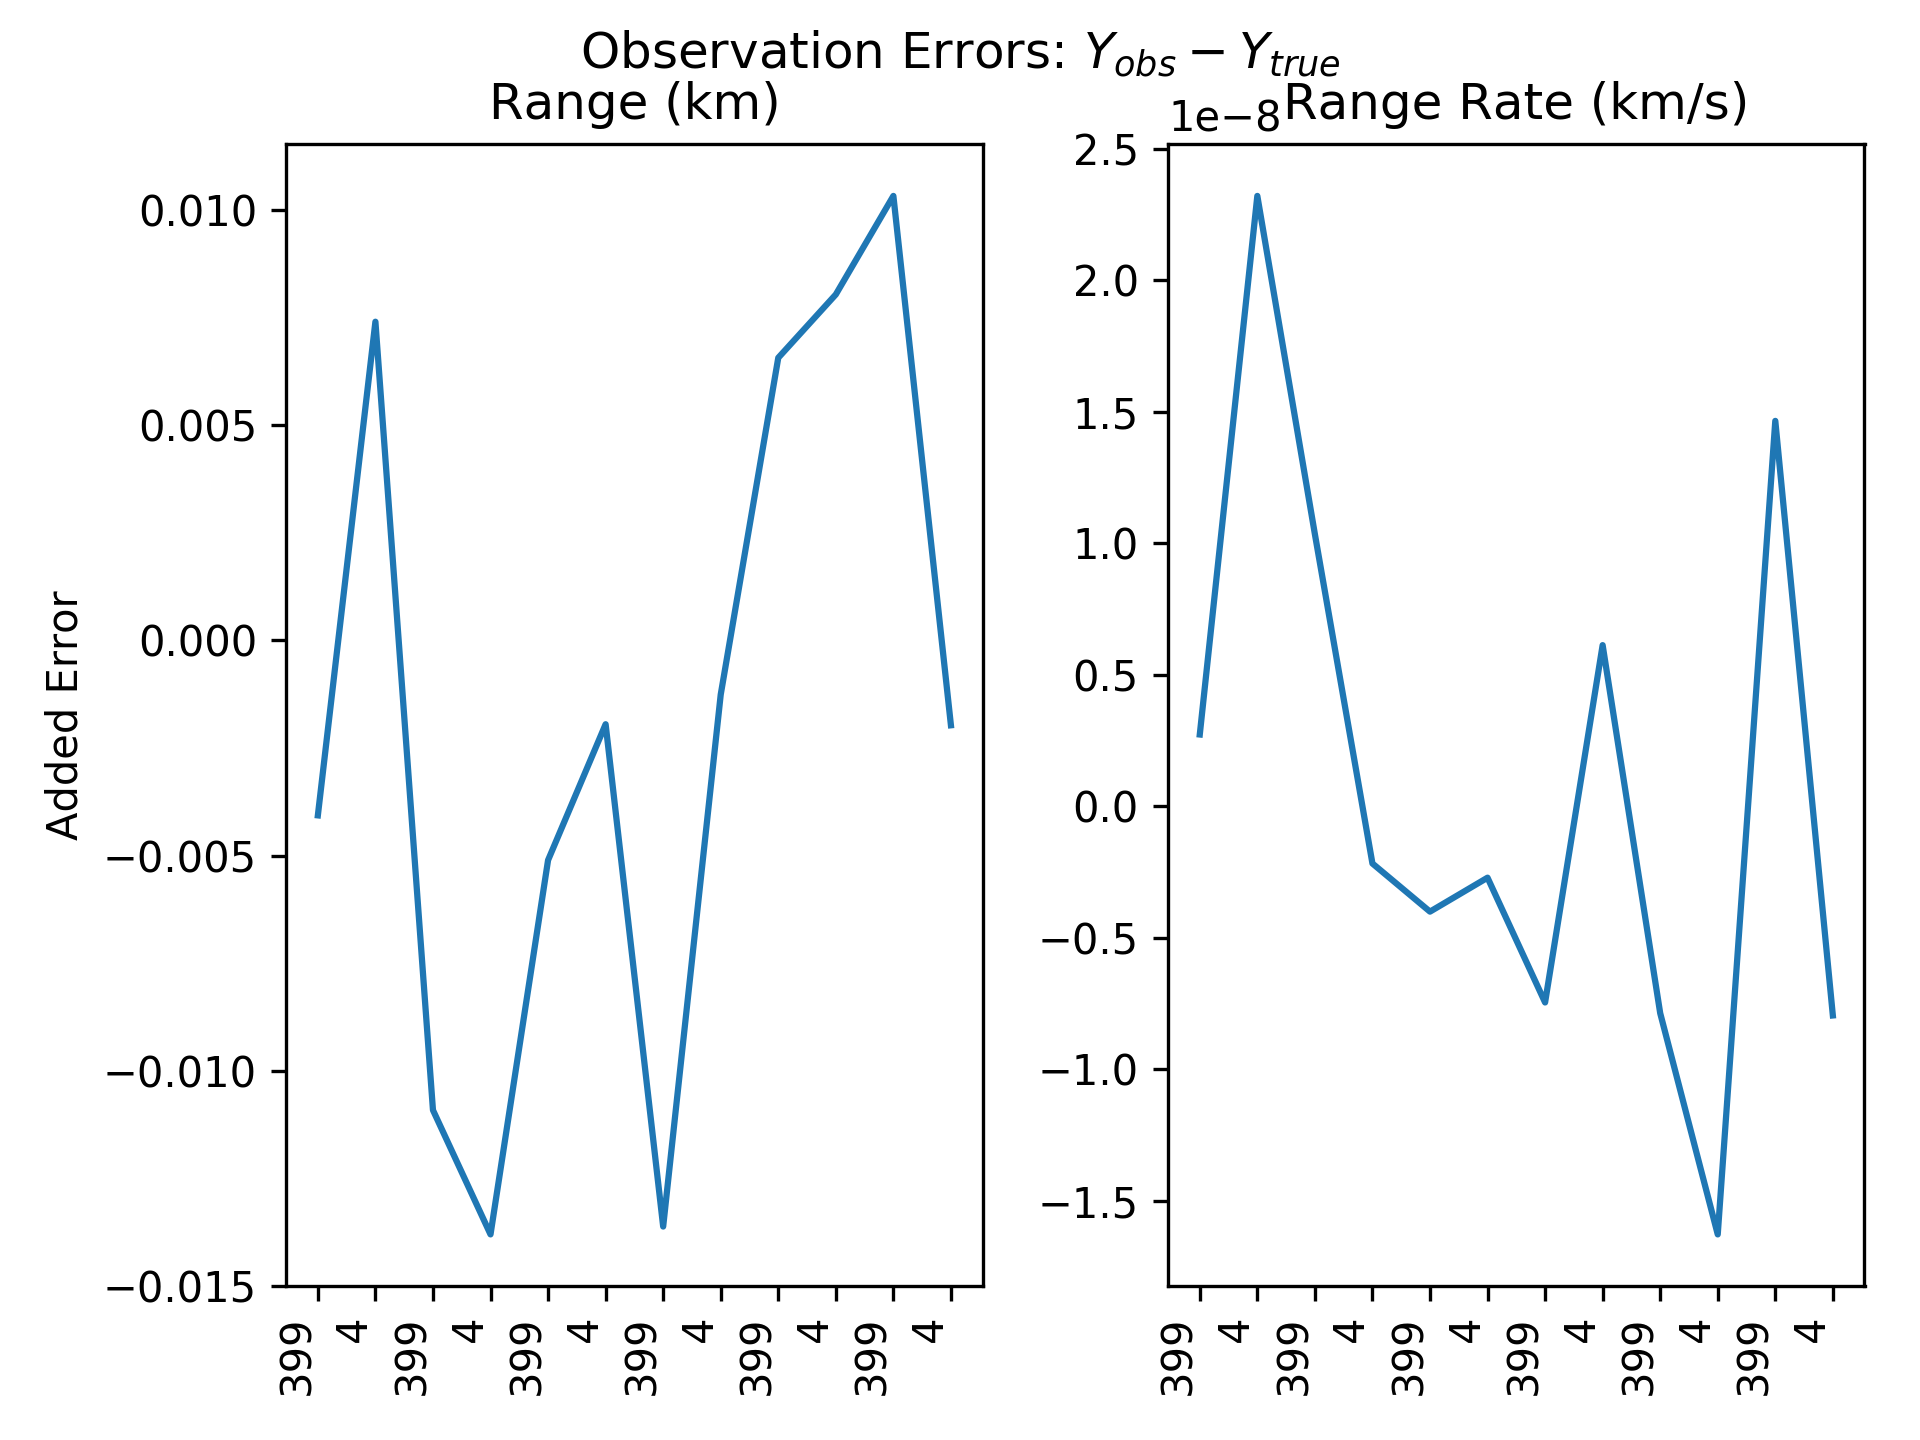 Observation Errors: Y_obs − Y_true
Range (km)
0.010
0.005
0.000
−0.005
−0.010
−0.015
Added Error
399 4 399 4 399 4 399 4 399 4 399 4
1e−8
Range Rate (km/s)
2.5
2.0
1.5
1.0
0.5
0.0
−0.5
−1.0
−1.5
399 4 399 4 399 4 399 4 399 4 399 4